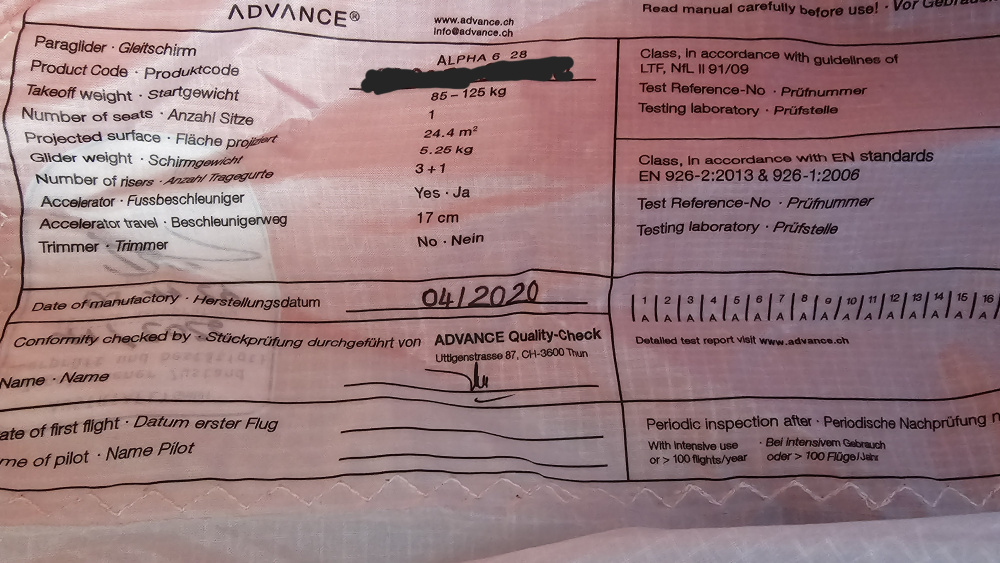 ADVANCE®
www.advance.ch
info@advance.ch
Read manual carefully before use! · Vor
Paraglider · Gleitschirm ALPHA 6 28
Product Code · Produktcode
Takeoff weight · Startgewicht 85 – 125 kg
Number of seats · Anzahl Sitze 1
Projected surface · Fläche projiziert 24.4 m²
Glider weight · Schirmgewicht 5.25 kg
Number of risers · Anzahl Tragegurte 3 + 1
Accelerator · Fussbeschleuniger Yes · Ja
Accelerator travel · Beschleunigerweg 17 cm
Trimmer · Trimmer No · Nein
Date of manufactory · Herstellungsdatum 04/2020
Conformity checked by · Stückprüfung durchgeführt von ADVANCE Quality-Check
Uttigenstrasse 87, CH-3600 Thun
Name · Name
ate of first flight · Datum erster Flug
me of pilot · Name Pilot
Class, in accordance with guidelines of
LTF, NfL II 91/09
Test Reference-No · Prüfnummer
Testing laboratory · Prüfstelle
Class, in accordance with EN standards
EN 926-2:2013 & 926-1:2006
Test Reference-No · Prüfnummer
Testing laboratory · Prüfstelle
1 2 3 4 5 6 7 8 9 10 11 12 13 14 15 16
A A A A A A A A A A A A A A A A
Detailed test report visit www.advance.ch
Periodic inspection after · Periodische Nachprüfung n
With intensive use · Bei intensivem Gebrauch
or > 100 flights/year oder > 100 Flüge/Jahr